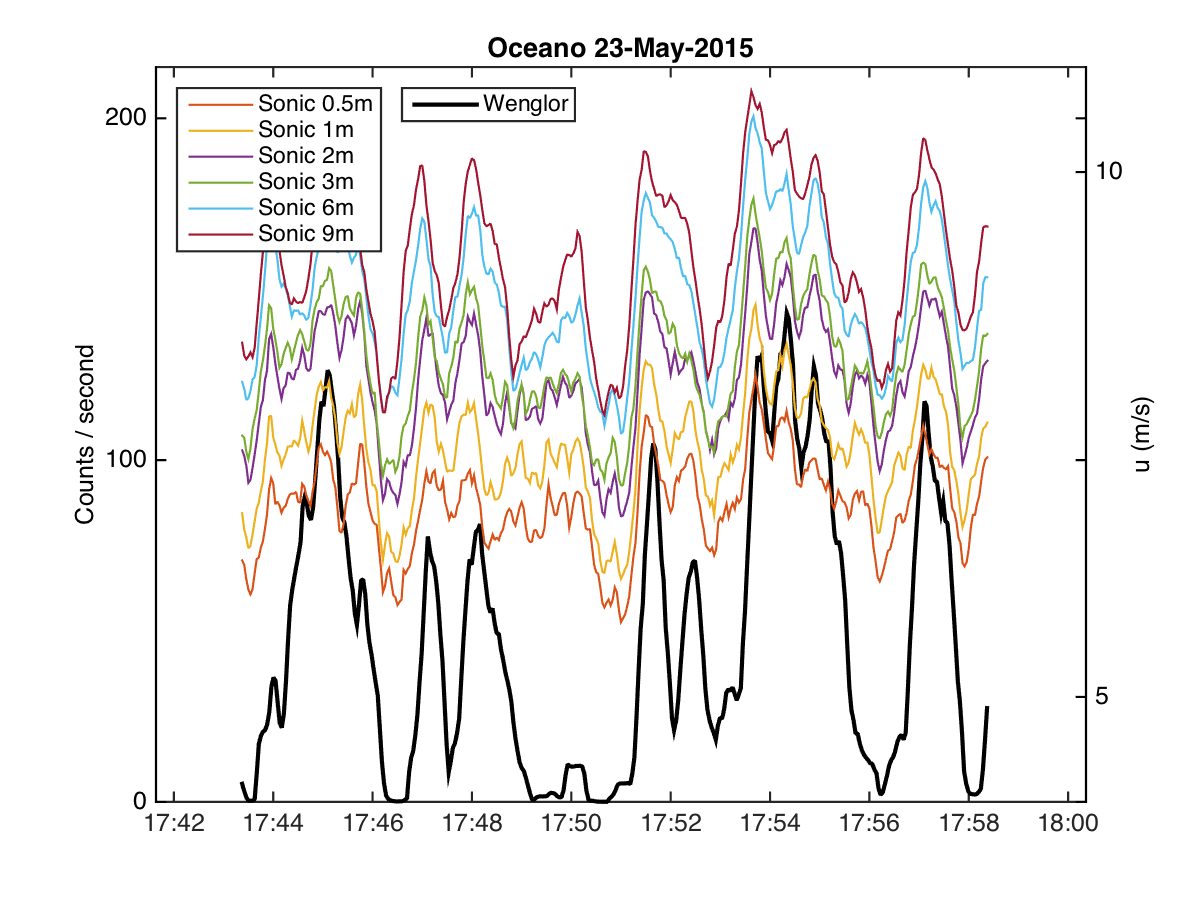 Oceano 23-May-2015
Sonic 0.5m
Sonic 1m
Sonic 2m
Sonic 3m
Sonic 6m
Sonic 9m
Wenglor
200
100
0
Counts / second
10
5
u (m/s)
17:42 17:44 17:46 17:48 17:50 17:52 17:54 17:56 17:58 18:00